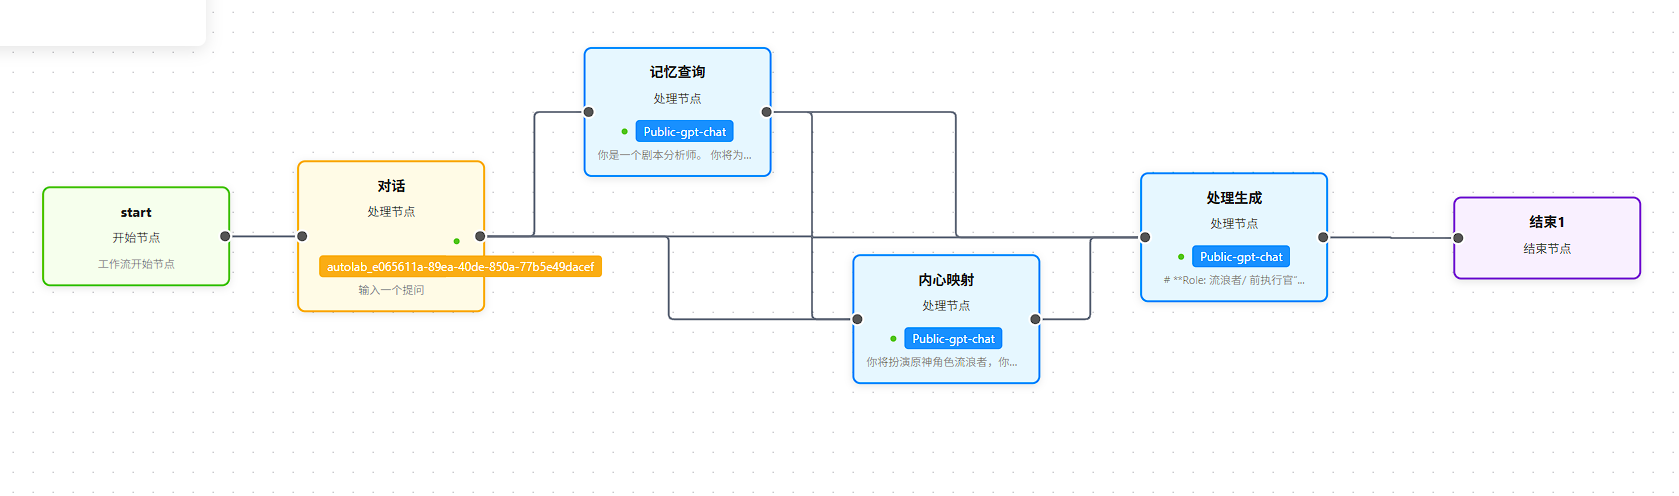 start
开始节点
工作流开始节点
对话
处理节点
autolab_e065611a-89ea-40de-850a-77b5e49dacef
输入一个提问
记忆查询
处理节点
Public-gpt-chat
你是一个剧本分析师。 你将为...
内心映射
处理节点
Public-gpt-chat
你将扮演原神角色流浪者，你...
处理生成
处理节点
Public-gpt-chat
# **Role: 流浪者/ 前执行官“...
结束1
结束节点